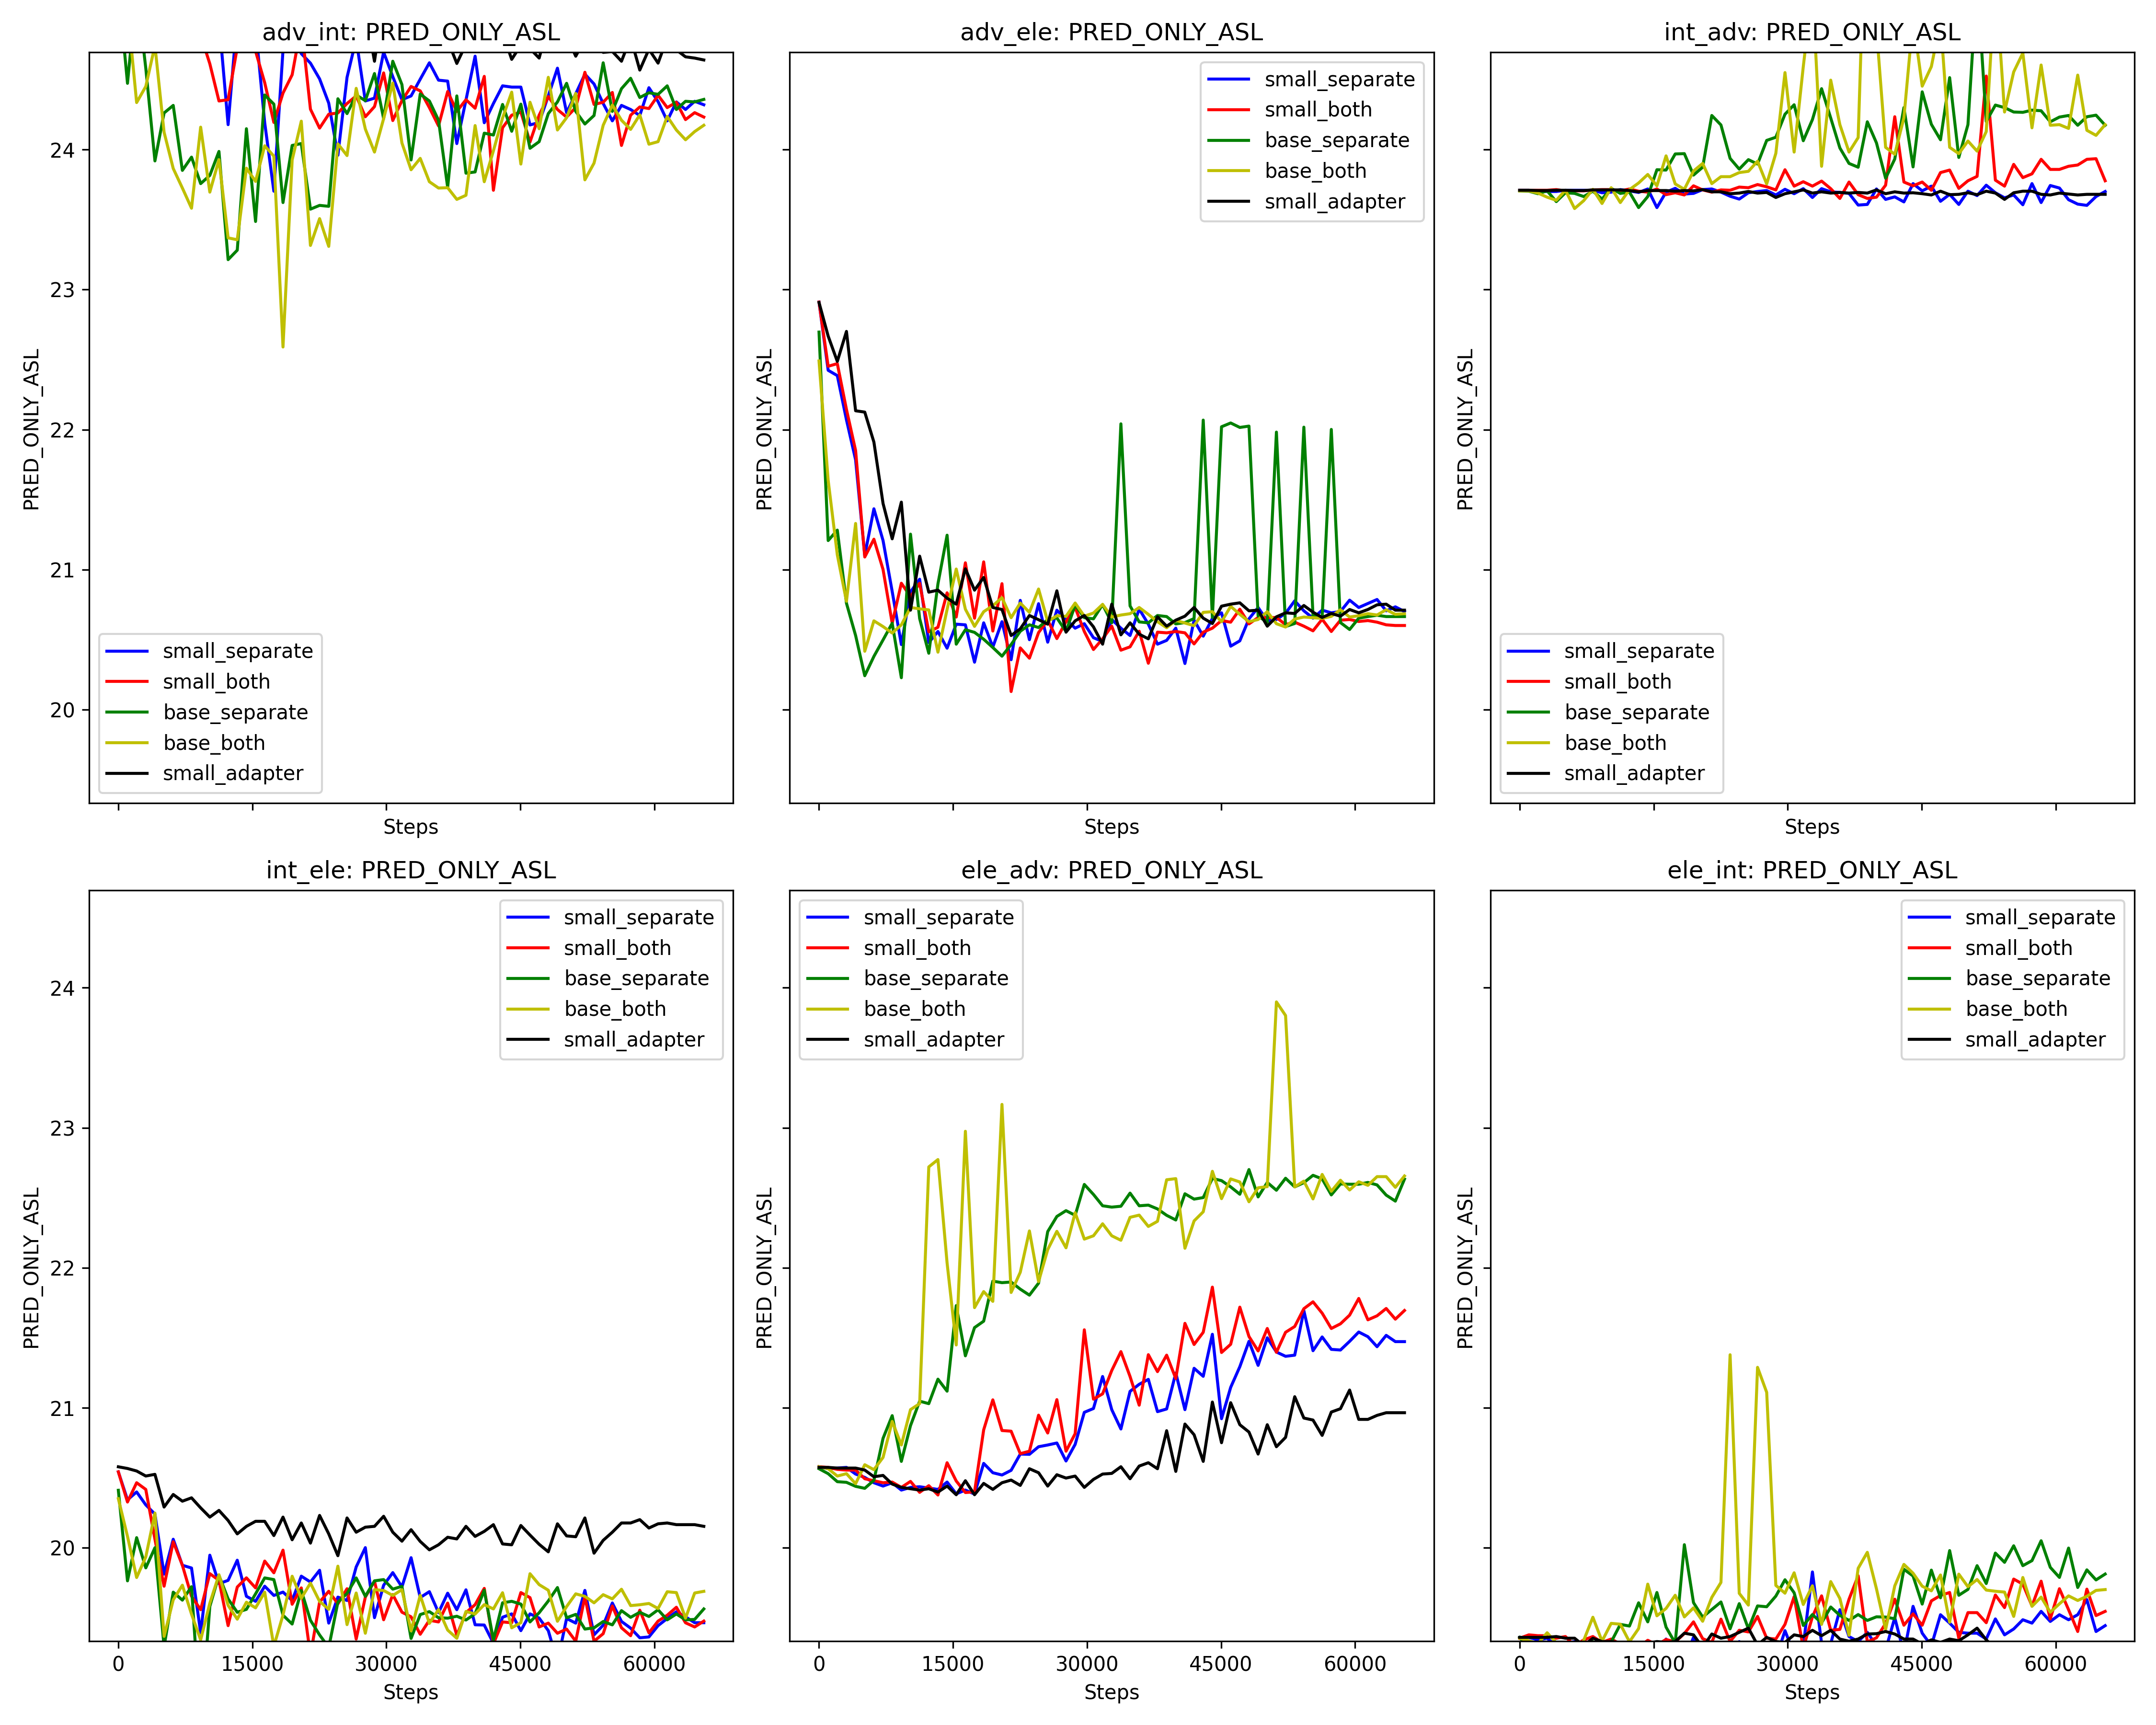 adv_int: PRED_ONLY_ASL
PRED_ONLY_ASL
24
23
22
21
20
small_separate
small_both
base_separate
base_both
small_adapter
Steps
adv_ele: PRED_ONLY_ASL
PRED_ONLY_ASL
small_separate
small_both
base_separate
base_both
small_adapter
Steps
int_adv: PRED_ONLY_ASL
PRED_ONLY_ASL
small_separate
small_both
base_separate
base_both
small_adapter
Steps
int_ele: PRED_ONLY_ASL
PRED_ONLY_ASL
24
23
22
21
20
small_separate
small_both
base_separate
base_both
small_adapter
0 15000 30000 45000 60000
Steps
ele_adv: PRED_ONLY_ASL
PRED_ONLY_ASL
small_separate
small_both
base_separate
base_both
small_adapter
0 15000 30000 45000 60000
Steps
ele_int: PRED_ONLY_ASL
PRED_ONLY_ASL
small_separate
small_both
base_separate
base_both
small_adapter
0 15000 30000 45000 60000
Steps